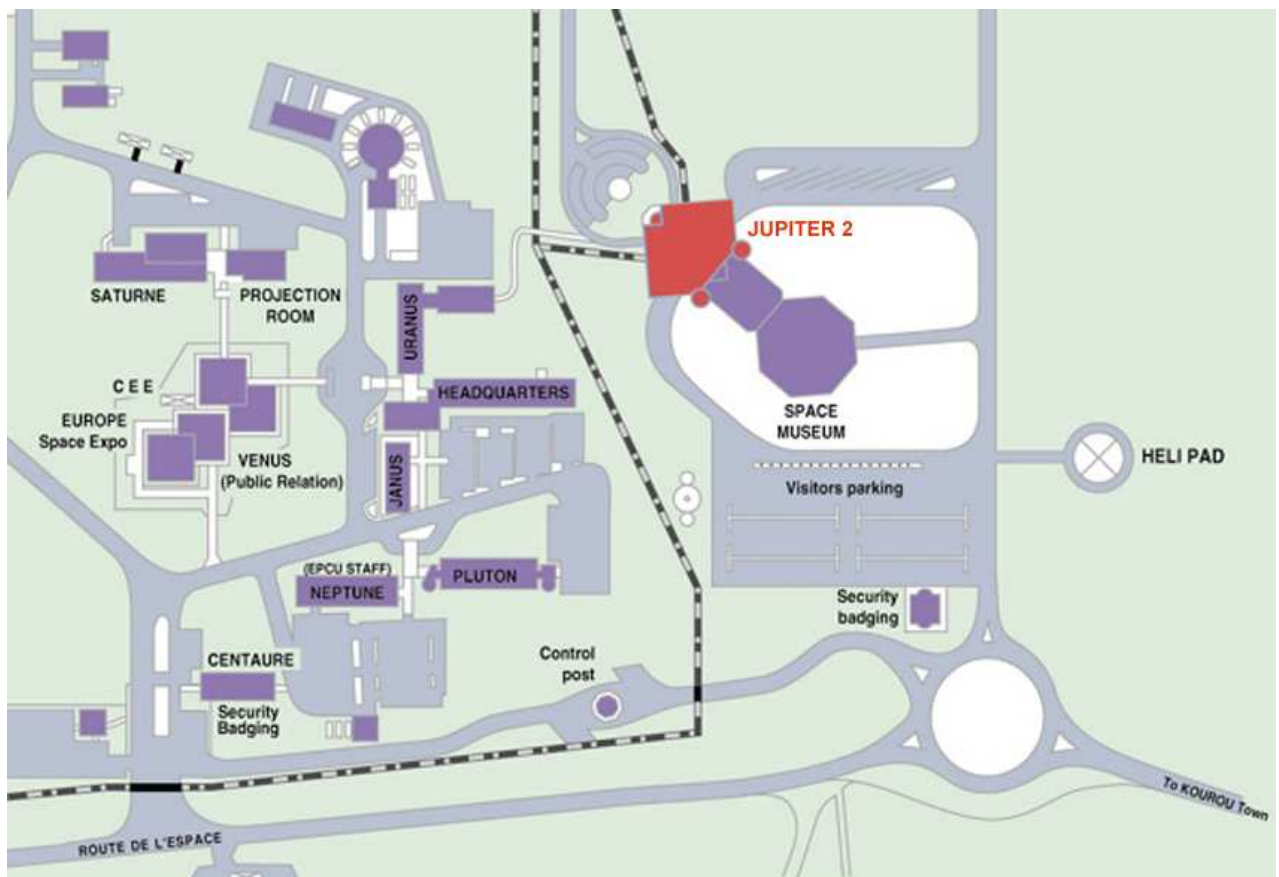 JUPITER 2
SATURNE
PROJECTION
ROOM
URANUS
HEADQUARTERS
C E E
EUROPE
Space Expo
VENUS
(Public Relation)
JANUS
SPACE
MUSEUM
HELI PAD
Visitors parking
(EPCU STAFF)
NEPTUNE
PLUTON
Security
badging
CENTAURE
Security
Badging
Control
post
To KOUROU Town
ROUTE DE L'ESPACE